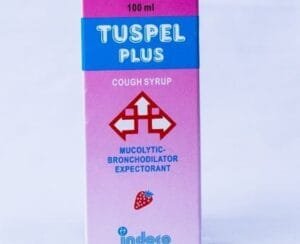 100 ml
TUSPEL
PLUS
COUGH SYRUP
MUCOLYTIC-
BRONCHODILATOR
EXPECTORANT
indoco